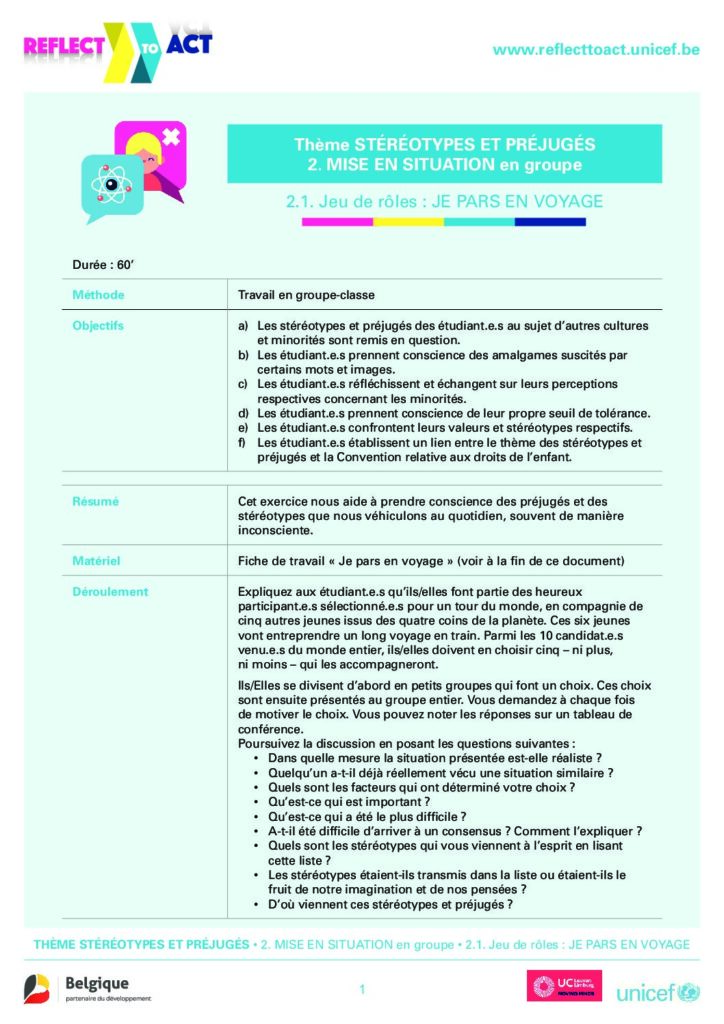 REFLECT TO ACT
www.reflecttoact.unicef.be
Thème STÉRÉOTYPES ET PRÉJUGÉS
2. MISE EN SITUATION en groupe
2.1. Jeu de rôles : JE PARS EN VOYAGE
Durée : 60’
Méthode
Travail en groupe-classe
Objectifs
a) Les stéréotypes et préjugés des étudiant.e.s au sujet d’autres cultures
et minorités sont remis en question.
b) Les étudiant.e.s prennent conscience des amalgames suscités par
certains mots et images.
c) Les étudiant.e.s réfléchissent et échangent sur leurs perceptions
respectives concernant les minorités.
d) Les étudiant.e.s prennent conscience de leur propre seuil de tolérance.
e) Les étudiant.e.s confrontent leurs valeurs et stéréotypes respectifs.
f) Les étudiant.e.s établissent un lien entre le thème des stéréotypes et
préjugés et la Convention relative aux droits de l’enfant.
Résumé
Cet exercice nous aide à prendre conscience des préjugés et des
stéréotypes que nous véhiculons au quotidien, souvent de manière
inconsciente.
Matériel
Fiche de travail « Je pars en voyage » (voir à la fin de ce document)
Déroulement
Expliquez aux étudiant.e.s qu’ils/elles font partie des heureux
participant.e.s sélectionné.e.s pour un tour du monde, en compagnie de
cinq autres jeunes issus des quatre coins de la planète. Ces six jeunes
vont entreprendre un long voyage en train. Parmi les 10 candidat.e.s
venu.e.s du monde entier, ils/elles doivent en choisir cinq – ni plus,
ni moins – qui les accompagneront.
Ils/Elles se divisent d’abord en petits groupes qui font un choix. Ces choix
sont ensuite présentés au groupe entier. Vous demandez à chaque fois
de motiver le choix. Vous pouvez noter les réponses sur un tableau de
conférence.
Poursuivez la discussion en posant les questions suivantes :
• Dans quelle mesure la situation présentée est-elle réaliste ?
• Quelqu’un a-t-il déjà réellement vécu une situation similaire ?
• Quels sont les facteurs qui ont déterminé votre choix ?
• Qu’est-ce qui est important ?
• Qu’est-ce qui a été le plus difficile ?
• A-t-il été difficile d’arriver à un consensus ? Comment l’expliquer ?
• Quels sont les stéréotypes qui vous viennent à l’esprit en lisant
cette liste ?
• Les stéréotypes étaient-ils transmis dans la liste ou étaient-ils le
fruit de notre imagination et de nos pensées ?
• D’où viennent ces stéréotypes et préjugés ?
THÈME STÉRÉOTYPES ET PRÉJUGÉS • 2. MISE EN SITUATION en groupe • 2.1. Jeu de rôles : JE PARS EN VOYAGE
Belgique
partenaire du développement
1
UC Leuven
Limburg
unicef